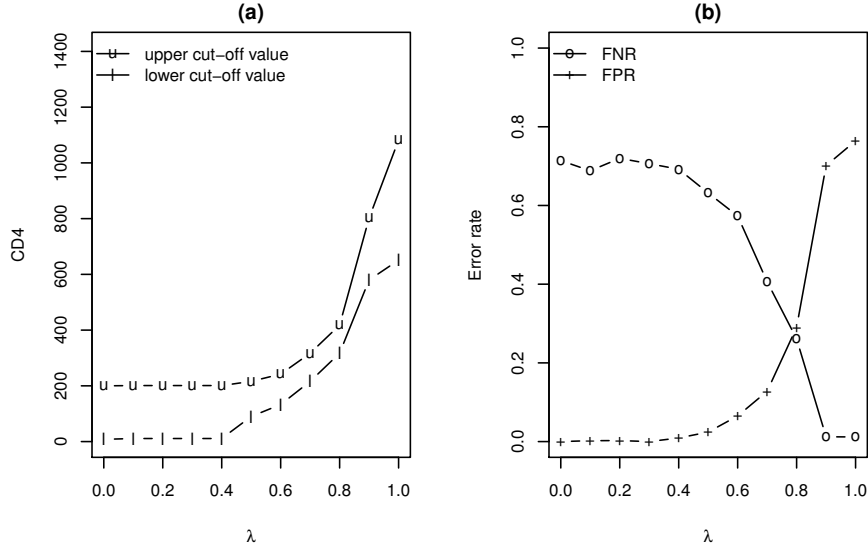 (a)
u upper cut-off value
l lower cut-off value
CD4
1400
1200
1000
800
600
400
200
0
0.0 0.2 0.4 0.6 0.8 1.0
λ
(b)
o FNR
+ FPR
Error rate
1.0
0.8
0.6
0.4
0.2
0.0
0.0 0.2 0.4 0.6 0.8 1.0
λ